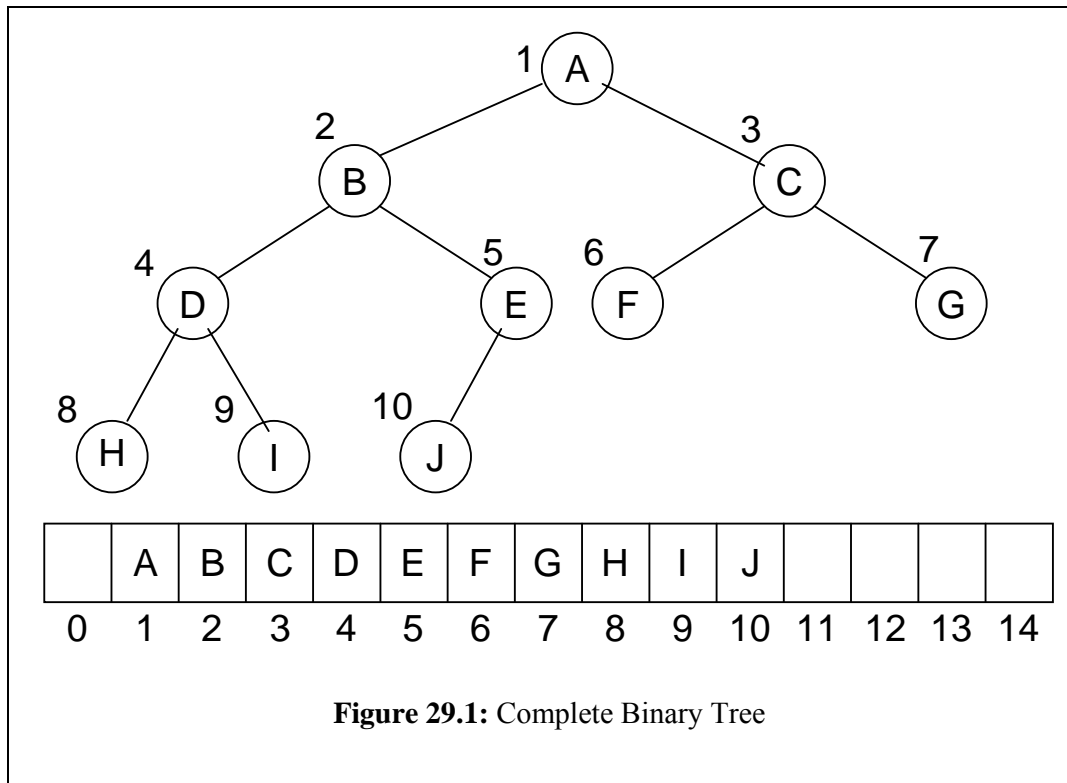 1 A
2 3
B C
4 5 6 7
D E F G
8 9 10
H I J
A B C D E F G H I J
0 1 2 3 4 5 6 7 8 9 10 11 12 13 14
Figure 29.1: Complete Binary Tree